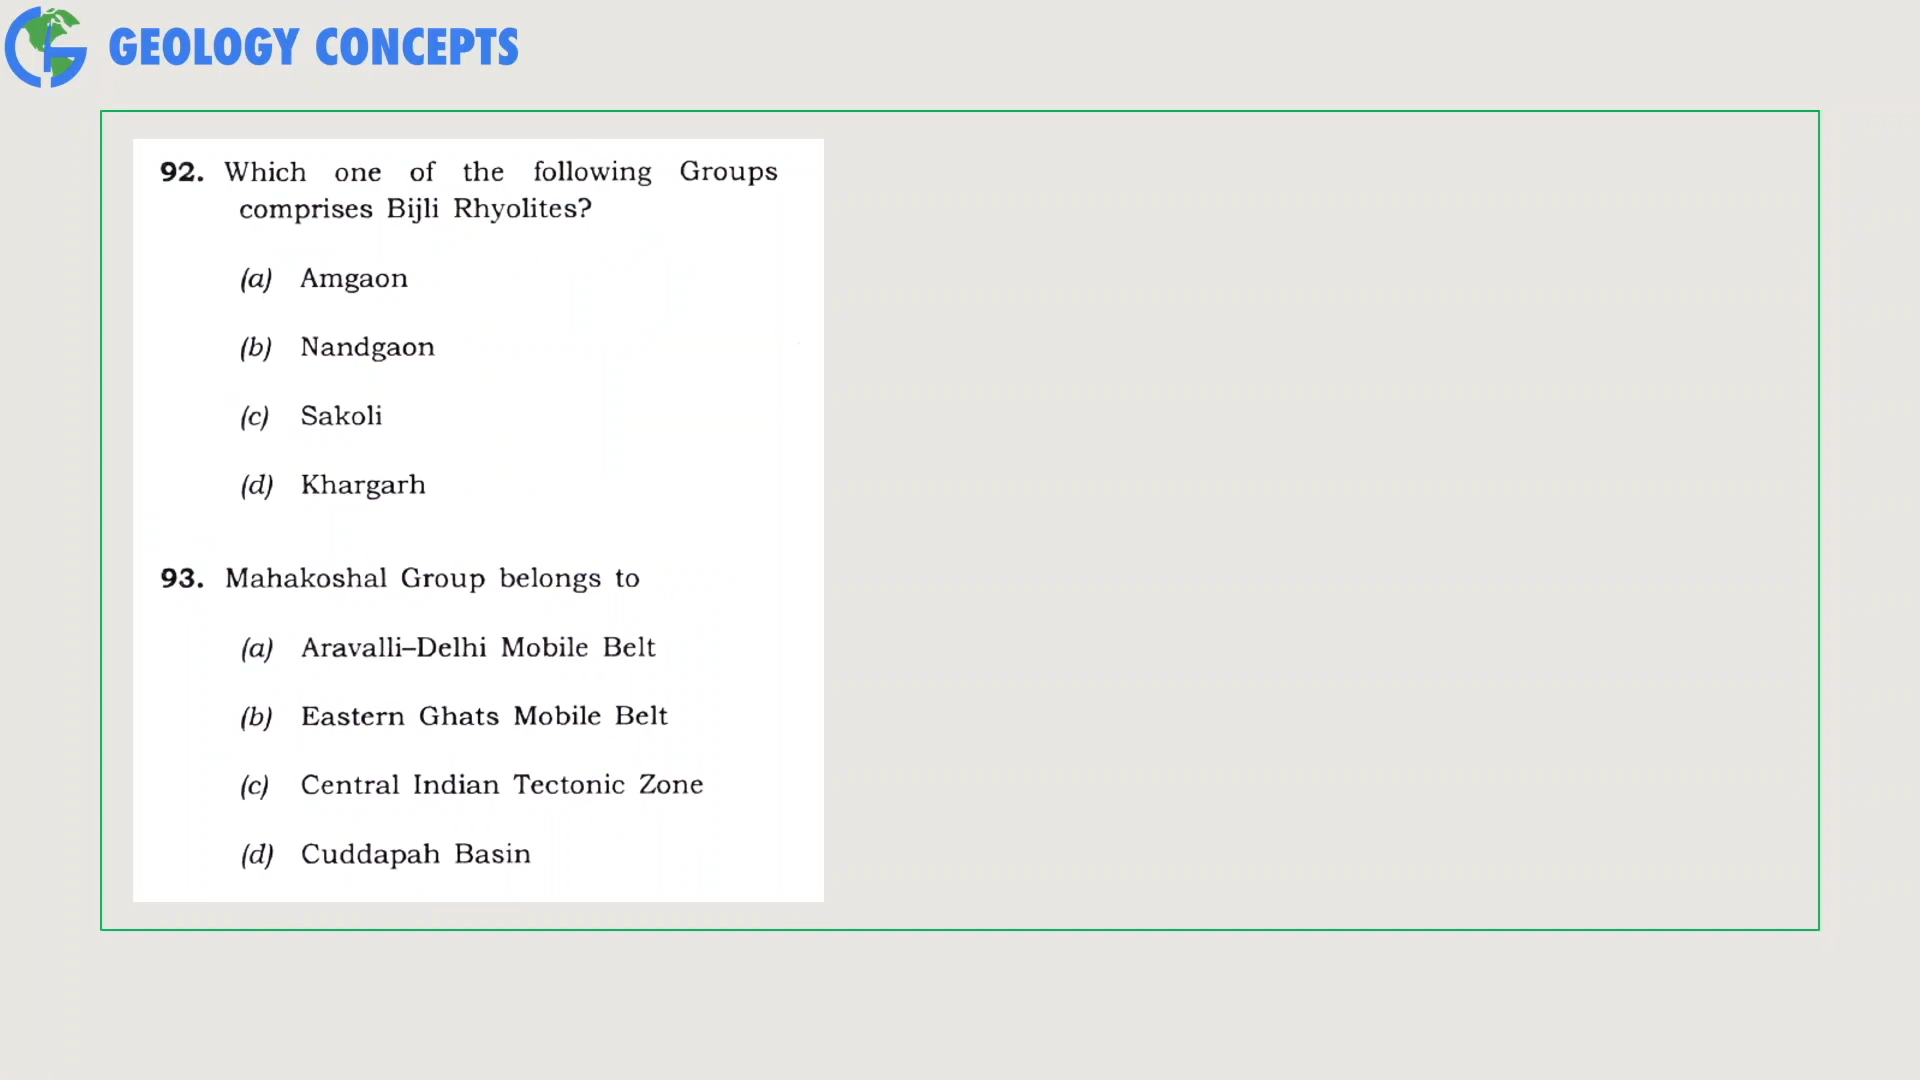 GEOLOGY CONCEPTS
92. Which one of the following Groups
comprises Bijli Rhyolites?
(a) Amgaon
(b) Nandgaon
(c) Sakoli
(d) Khargarh
93. Mahakoshal Group belongs to
(a) Aravalli–Delhi Mobile Belt
(b) Eastern Ghats Mobile Belt
(c) Central Indian Tectonic Zone
(d) Cuddapah Basin